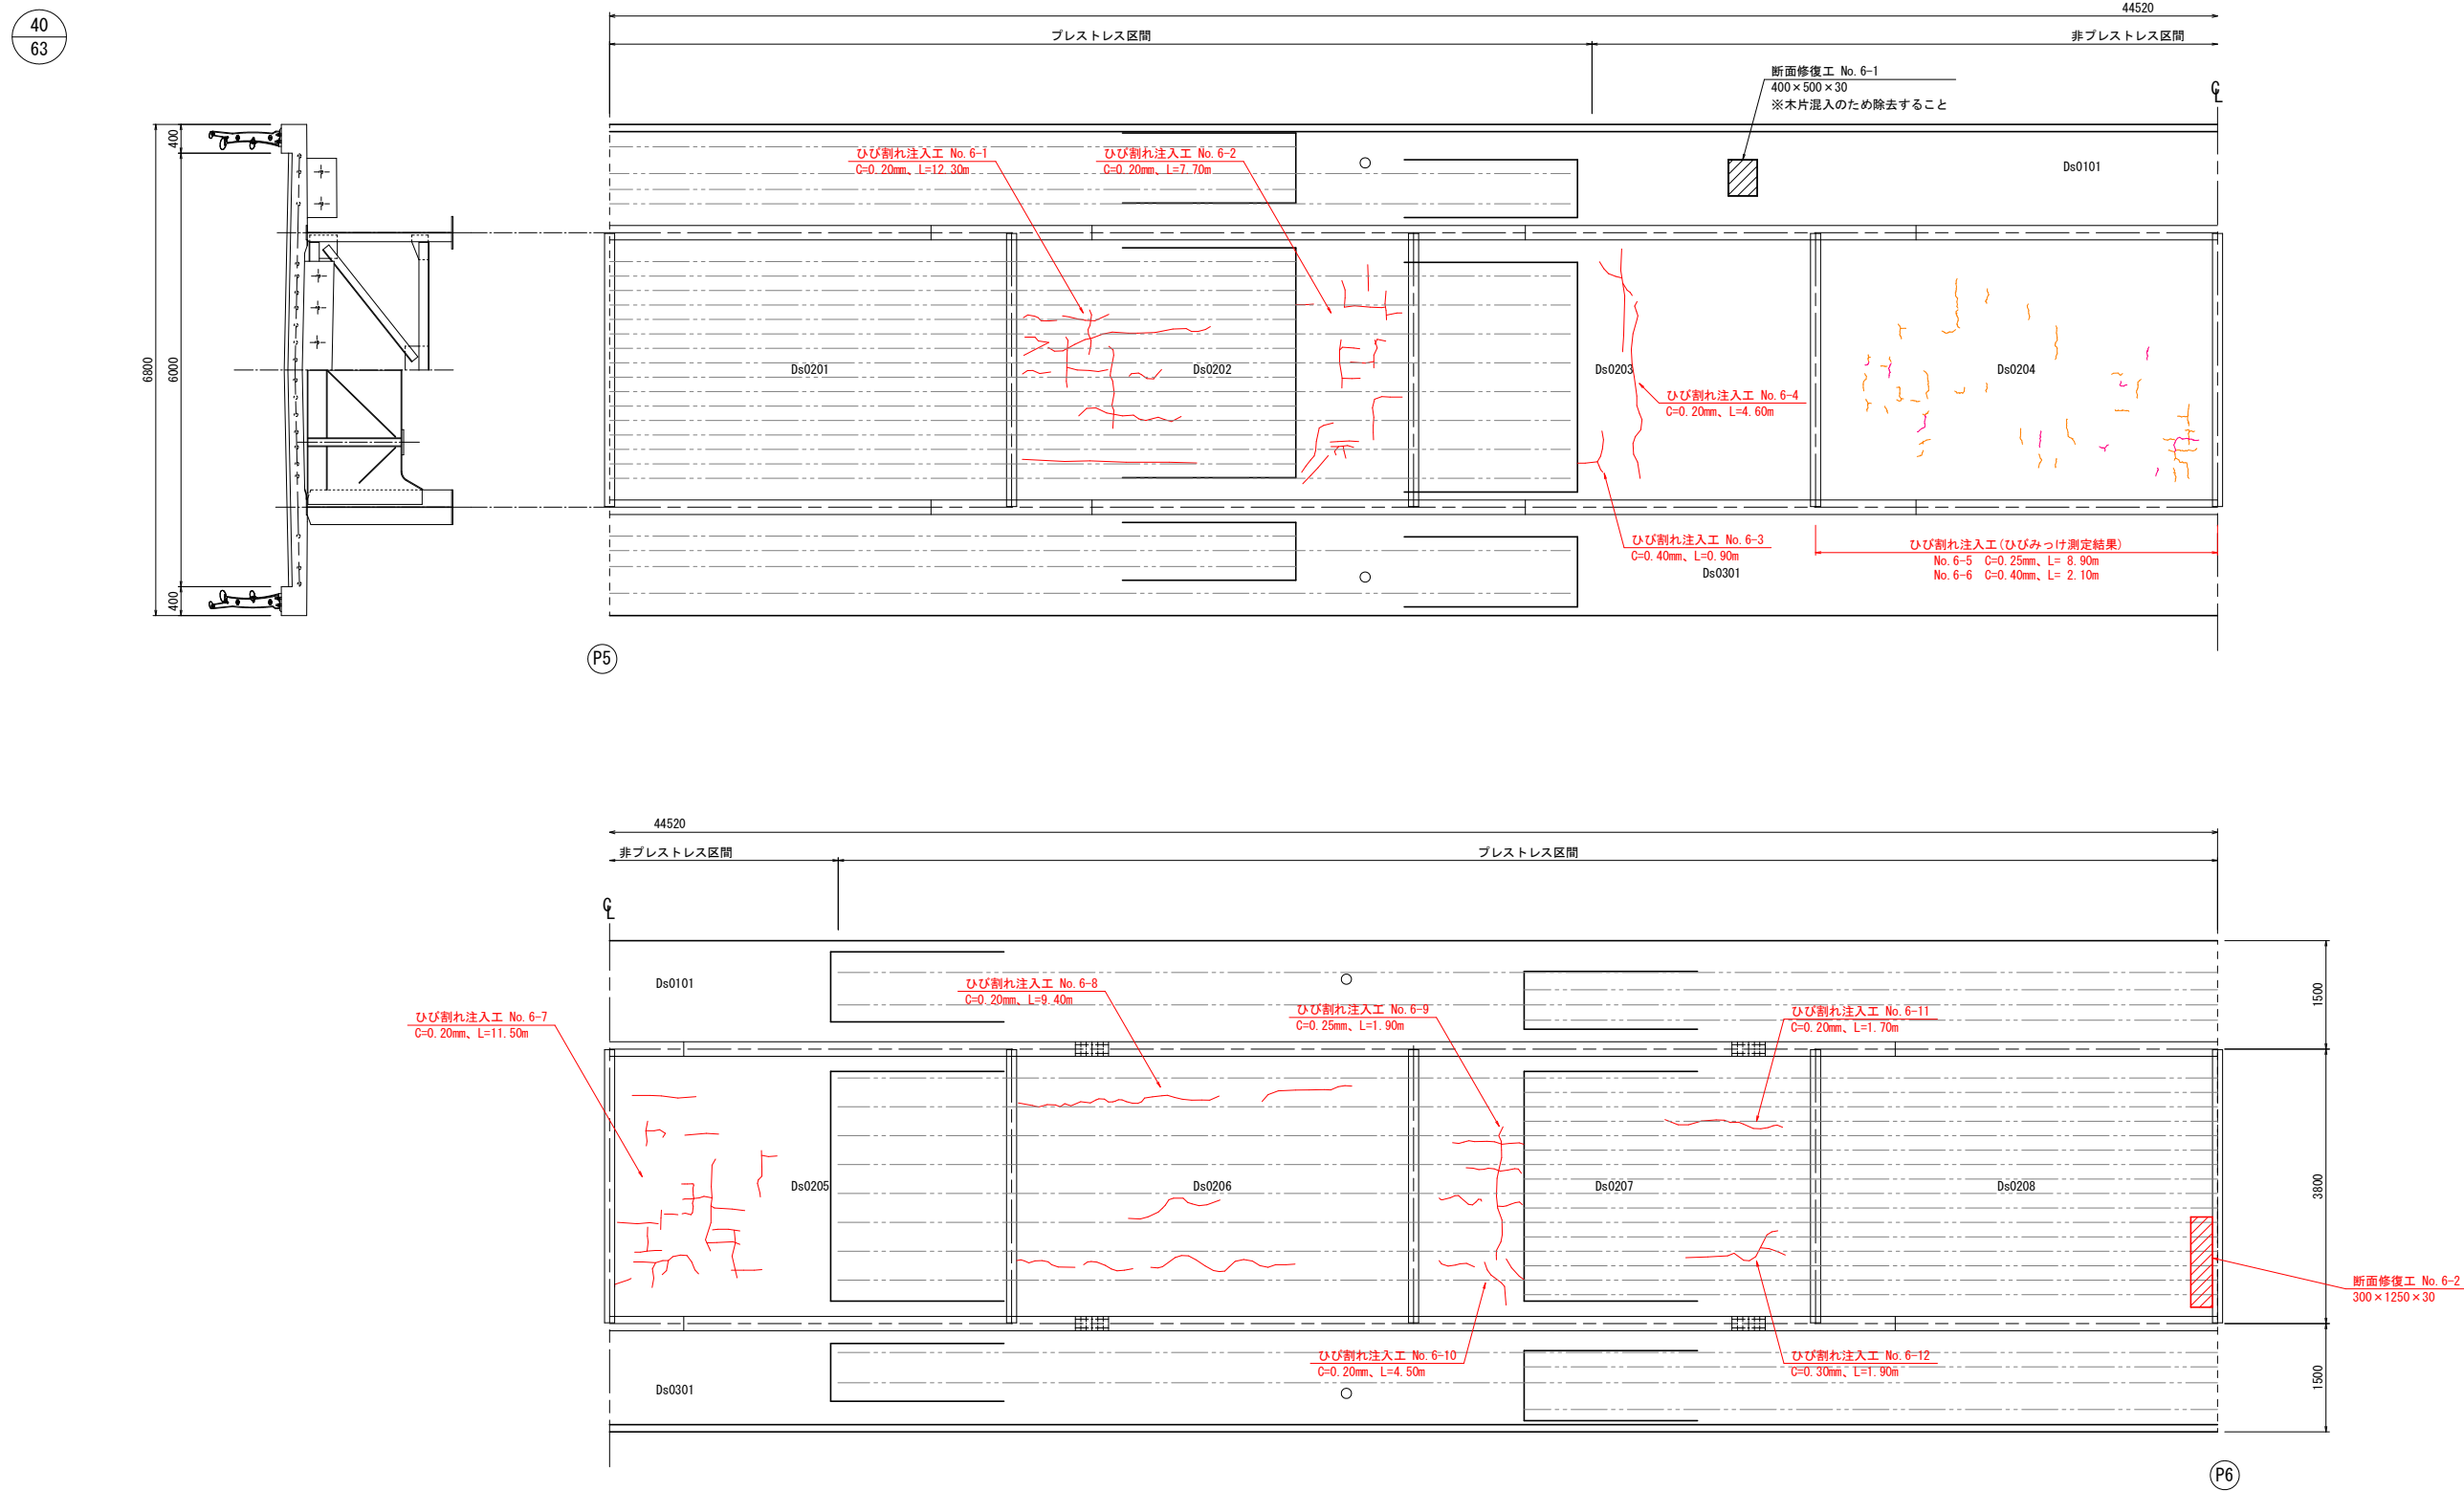 40
63
44520
プレストレス区間
非プレストレス区間
断面修復工 No.6-1
400×500×30
※木片混入のため除去すること
℄
400
6000
6800
400
ひび割れ注入工 No.6-1
C=0.20mm、L=12.30m
ひび割れ注入工 No.6-2
C=0.20mm、L=7.70m
Ds0101
Ds0201
Ds0202
Ds0203
Ds0204
ひび割れ注入工 No.6-4
C=0.20mm、L=4.60m
ひび割れ注入工 No.6-3
C=0.40mm、L=0.90m
Ds0301
ひび割れ注入工(ひびみっけ測定結果)
No.6-5 C=0.25mm、L= 8.90m
No.6-6 C=0.40mm、L= 2.10m
P5
44520
非プレストレス区間
プレストレス区間
℄
Ds0101
ひび割れ注入工 No.6-7
C=0.20mm、L=11.50m
ひび割れ注入工 No.6-8
C=0.20mm、L=9.40m
ひび割れ注入工 No.6-9
C=0.25mm、L=1.90m
ひび割れ注入工 No.6-11
C=0.20mm、L=1.70m
1500
Ds0205
Ds0206
Ds0207
Ds0208
3800
断面修復工 No.6-2
300×1250×30
ひび割れ注入工 No.6-10
C=0.20mm、L=4.50m
ひび割れ注入工 No.6-12
C=0.30mm、L=1.90m
Ds0301
1500
P6